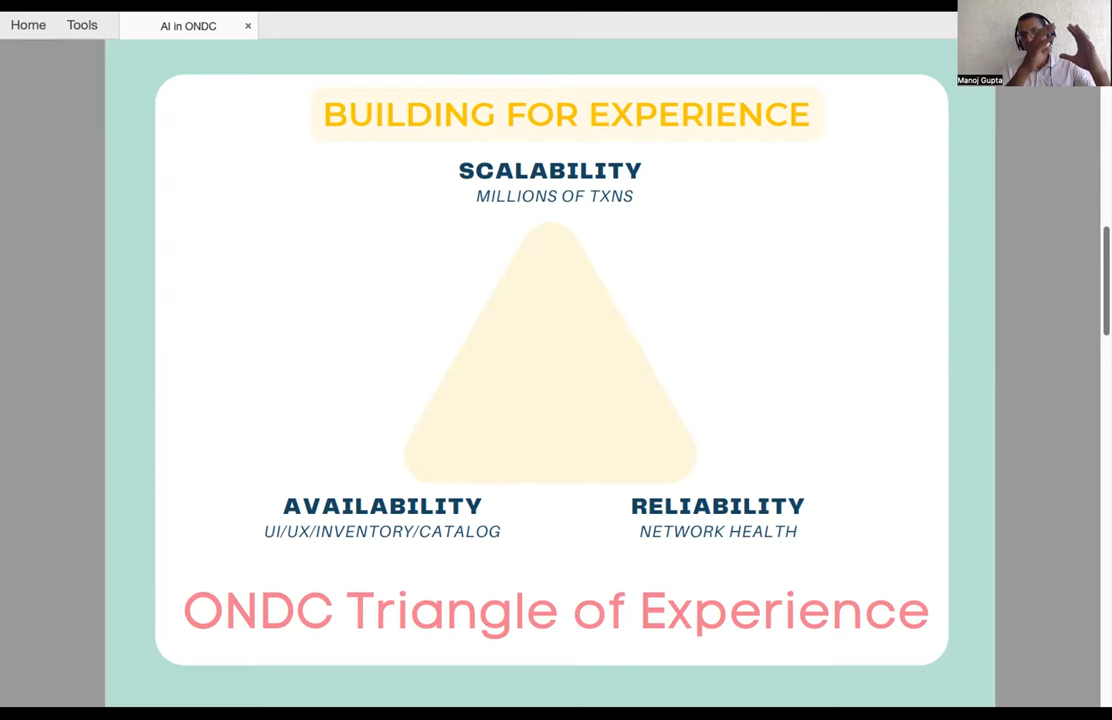 Home Tools AI in ONDC ×
Manoj Gupta
BUILDING FOR EXPERIENCE
SCALABILITY
MILLIONS OF TXNS
AVAILABILITY RELIABILITY
UI/UX/INVENTORY/CATALOG NETWORK HEALTH
ONDC Triangle of Experience